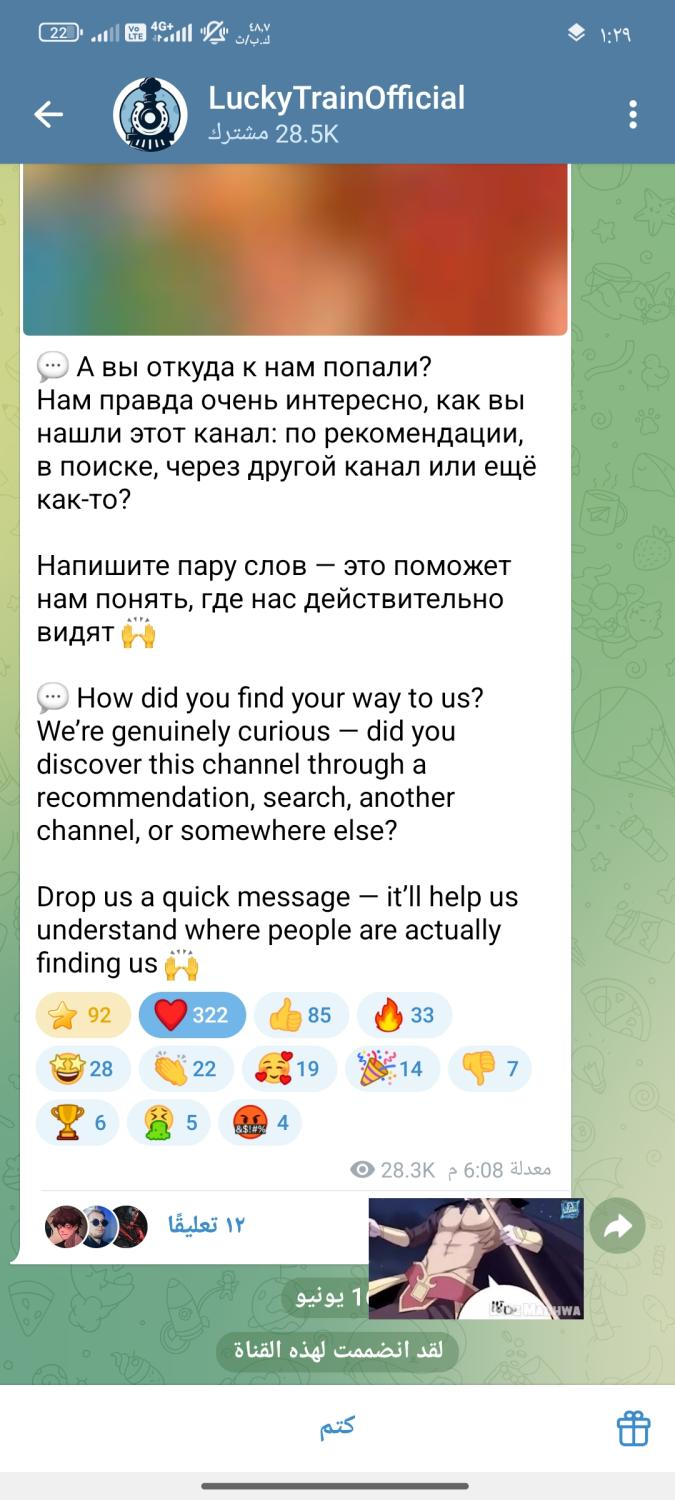 22
Vo LTE
4G+
٤٨,٧ ك.ب/ث
١:٢٩
LuckyTrainOfficial
28.5K مشترك
💬 А вы откуда к нам попали?
Нам правда очень интересно, как вы
нашли этот канал: по рекомендации,
в поиске, через другой канал или ещё
как-то?
Напишите пару слов — это поможет
нам понять, где нас действительно
видят 🙌
💬 How did you find your way to us?
We’re genuinely curious — did you
discover this channel through a
recommendation, search, another
channel, or somewhere else?
Drop us a quick message — it’ll help us
understand where people are actually
finding us 🙌
⭐ 92 ❤️ 322 👍 85 🔥 33
🤩 28 👏 22 🥰 19 🎉 14 👎 7
🏆 6 🤮 5 🤬 4
28.3K معدلة 6:08 م
١٢ تعليقًا
يونيو
لقد انضممت لهذه القناة
كتم